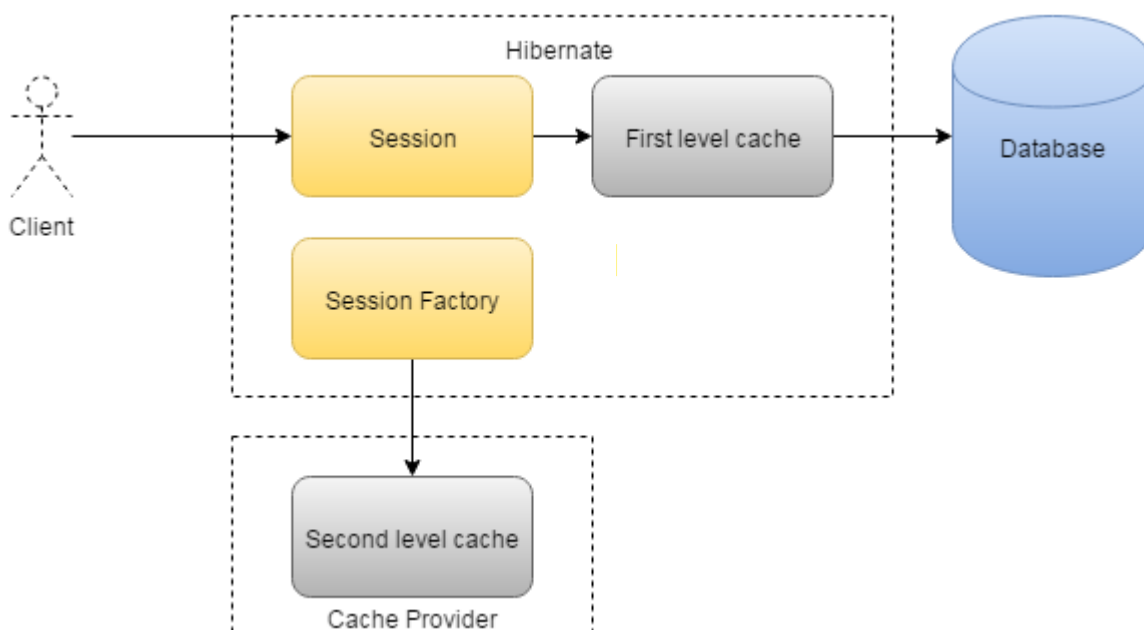 Hibernate
Session
First level cache
Database
Client
Session Factory
Second level cache
Cache Provider